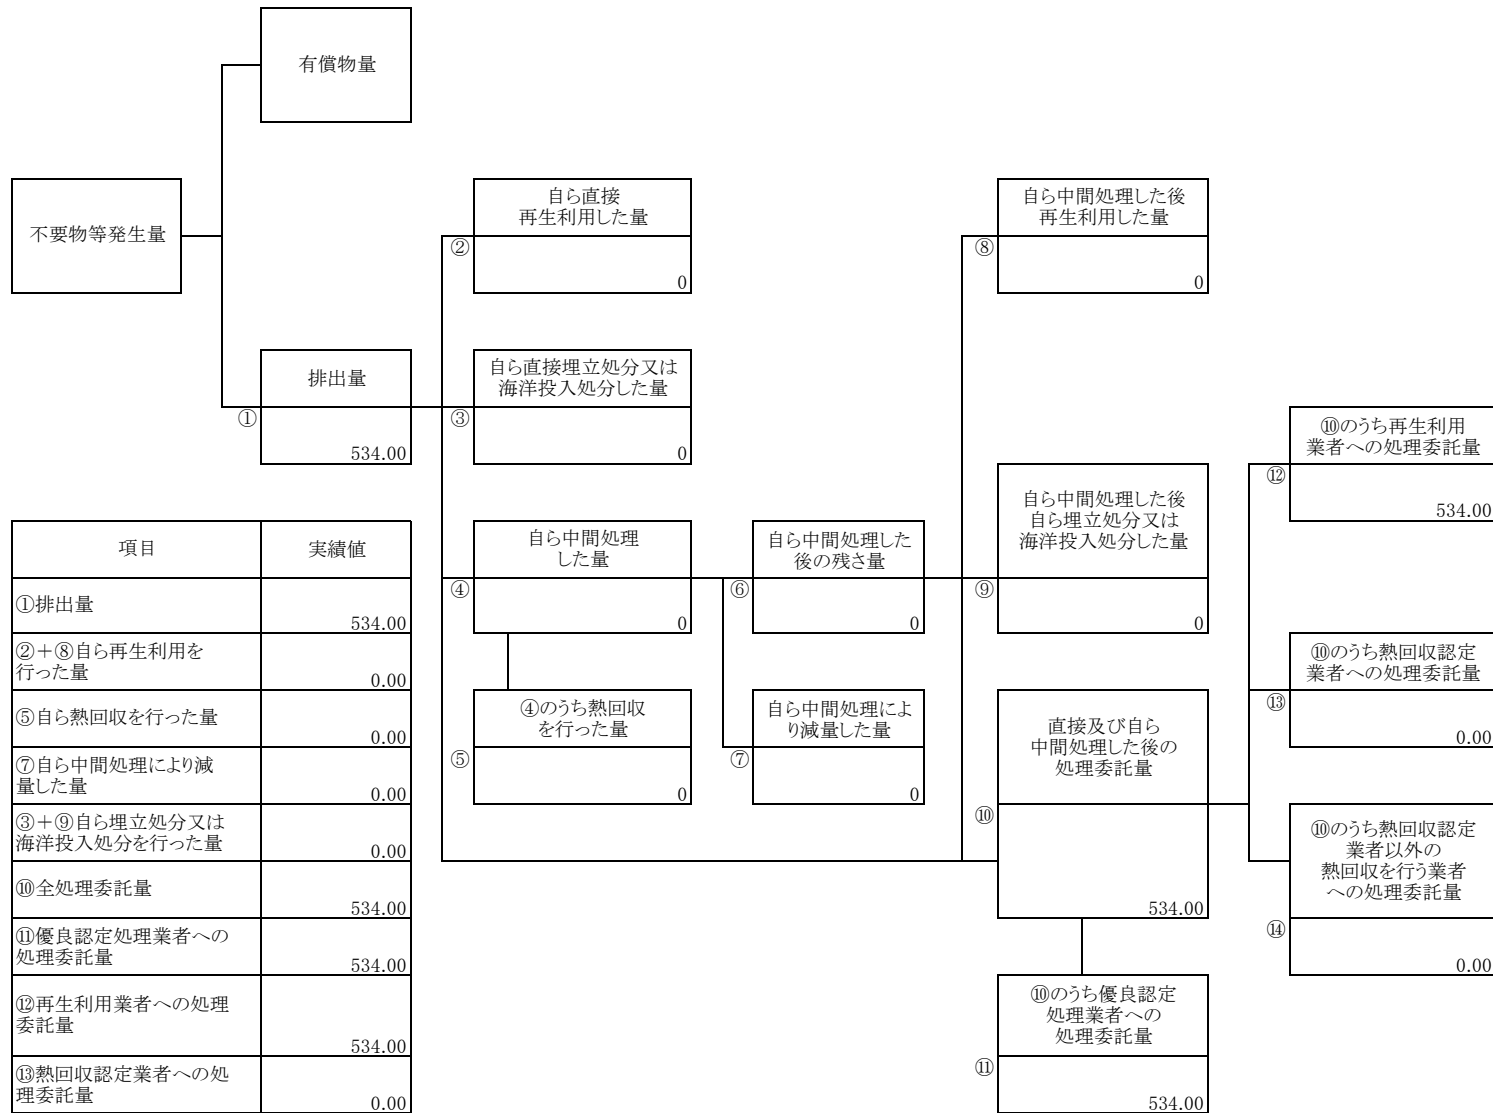 有償物量
不要物等発生量
自ら直接
再生利用した量
②
0
自ら中間処理した後
再生利用した量
⑧
0
排出量
①
534.00
自ら直接埋立処分又は
海洋投入処分した量
③
0
⑩のうち再生利用
業者への処理委託量
⑫
534.00
自ら中間処理
した量
④
0
自ら中間処理した
後の残さ量
⑥
0
自ら中間処理した後
自ら埋立処分又は
海洋投入処分した量
⑨
0
⑩のうち熱回収認定
業者への処理委託量
⑬
0.00
④のうち熱回収
を行った量
⑤
0
自ら中間処理によ
り減量した量
⑦
0
直接及び自ら
中間処理した後の
処理委託量
⑩
534.00
⑩のうち熱回収認定
業者以外の
熱回収を行う業者
への処理委託量
⑭
0.00
⑩のうち優良認定
処理業者への
処理委託量
⑪
534.00
項目 実績値
①排出量
534.00
②+⑧自ら再生利用を
行った量
0.00
⑤自ら熱回収を行った量
0.00
⑦自ら中間処理により減
量した量
0.00
③+⑨自ら埋立処分又は
海洋投入処分を行った量
0.00
⑩全処理委託量
534.00
⑪優良認定処理業者への
処理委託量
534.00
⑫再生利用業者への処理
委託量
534.00
⑬熱回収認定業者への処
理委託量
0.00